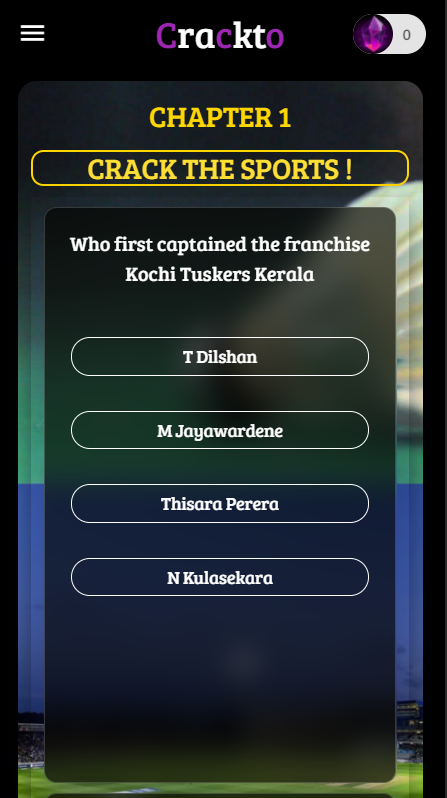 Crackto
0
CHAPTER 1
CRACK THE SPORTS !
Who first captained the franchise
Kochi Tuskers Kerala
T Dilshan
M Jayawardene
Thisara Perera
N Kulasekara